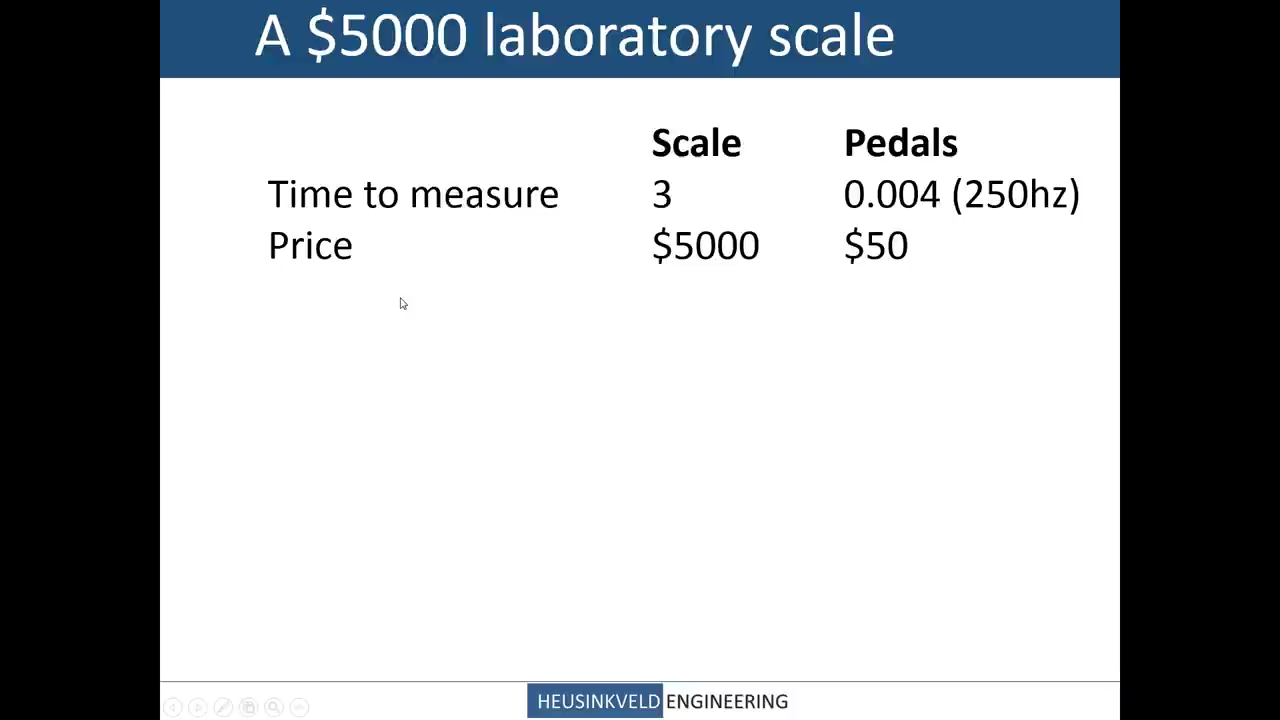 A $5000 laboratory scale
Scale Pedals
Time to measure 3 0.004 (250hz)
Price $5000 $50
HEUSINKVELD ENGINEERING